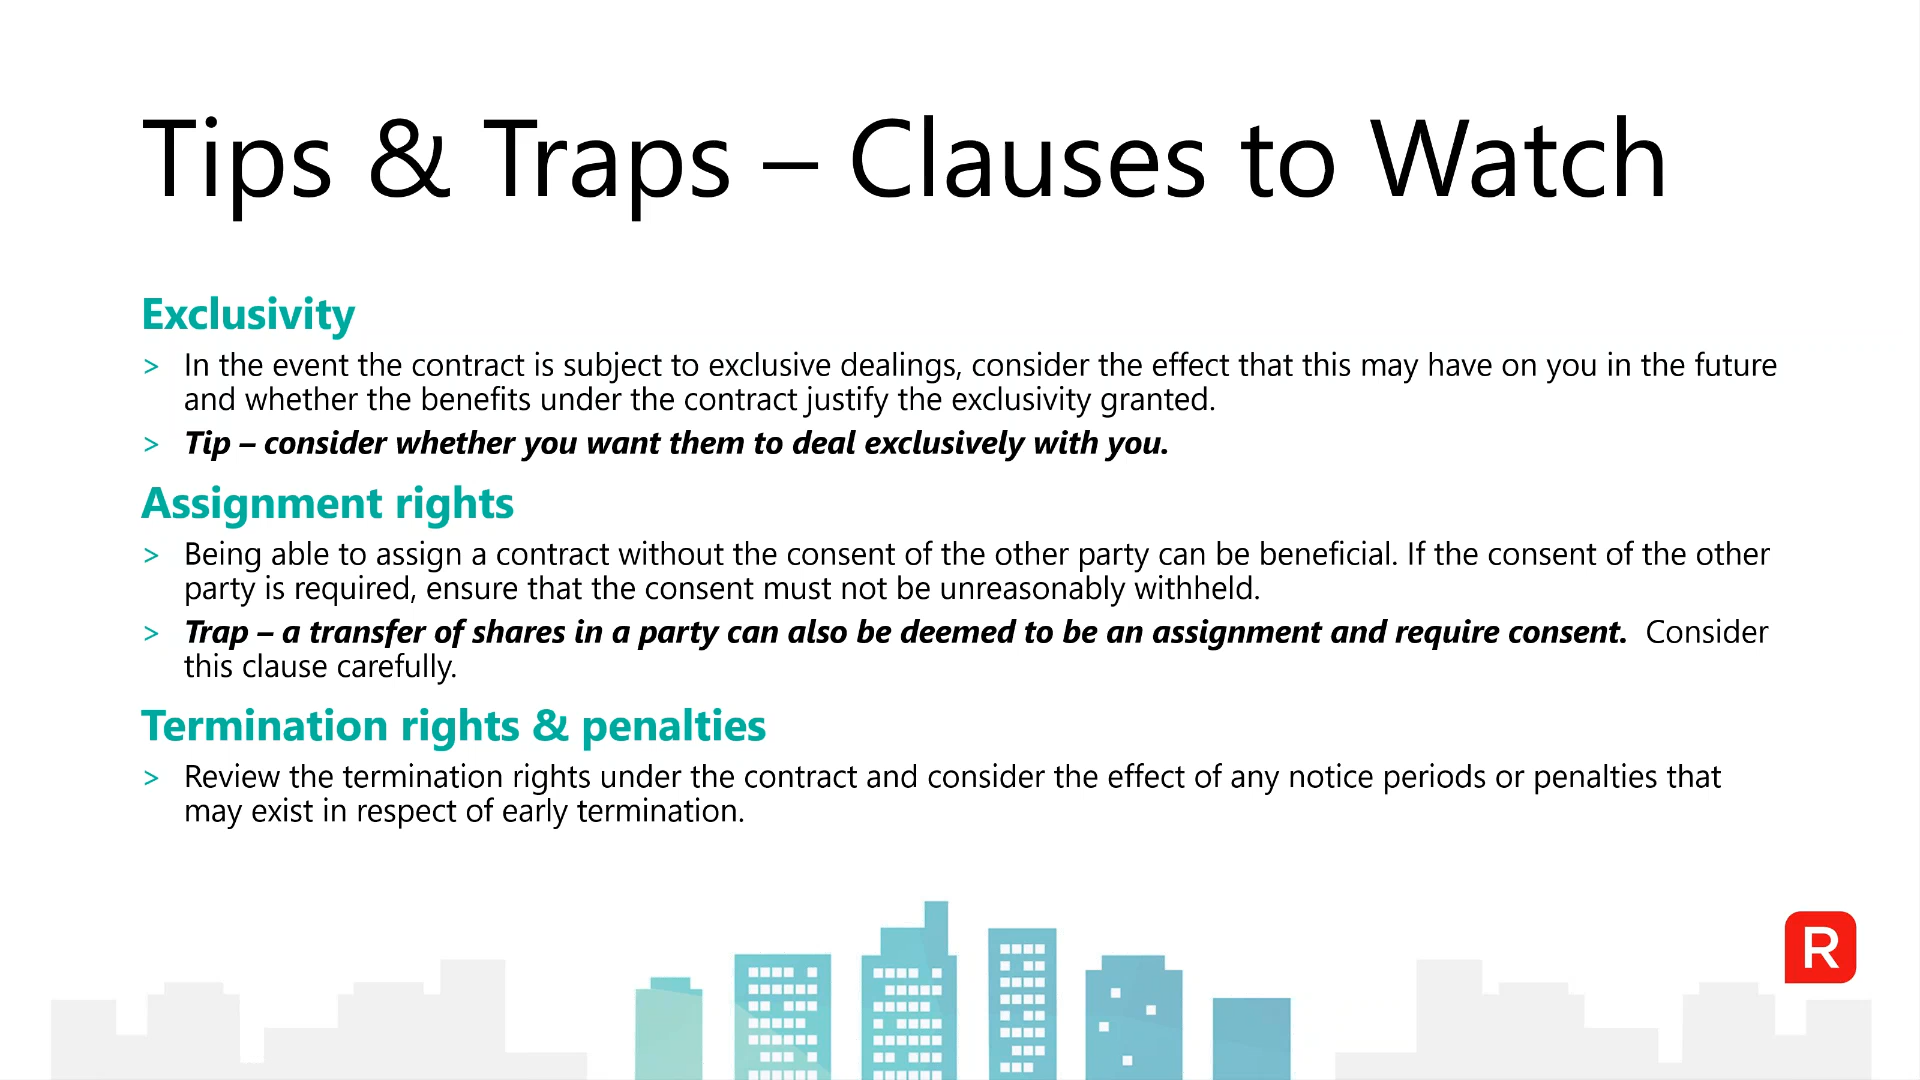 Tips & Traps – Clauses to Watch
Exclusivity
> In the event the contract is subject to exclusive dealings, consider the effect that this may have on you in the future
and whether the benefits under the contract justify the exclusivity granted.
> Tip – consider whether you want them to deal exclusively with you.
Assignment rights
> Being able to assign a contract without the consent of the other party can be beneficial. If the consent of the other
party is required, ensure that the consent must not be unreasonably withheld.
> Trap – a transfer of shares in a party can also be deemed to be an assignment and require consent. Consider
this clause carefully.
Termination rights & penalties
> Review the termination rights under the contract and consider the effect of any notice periods or penalties that
may exist in respect of early termination.
R